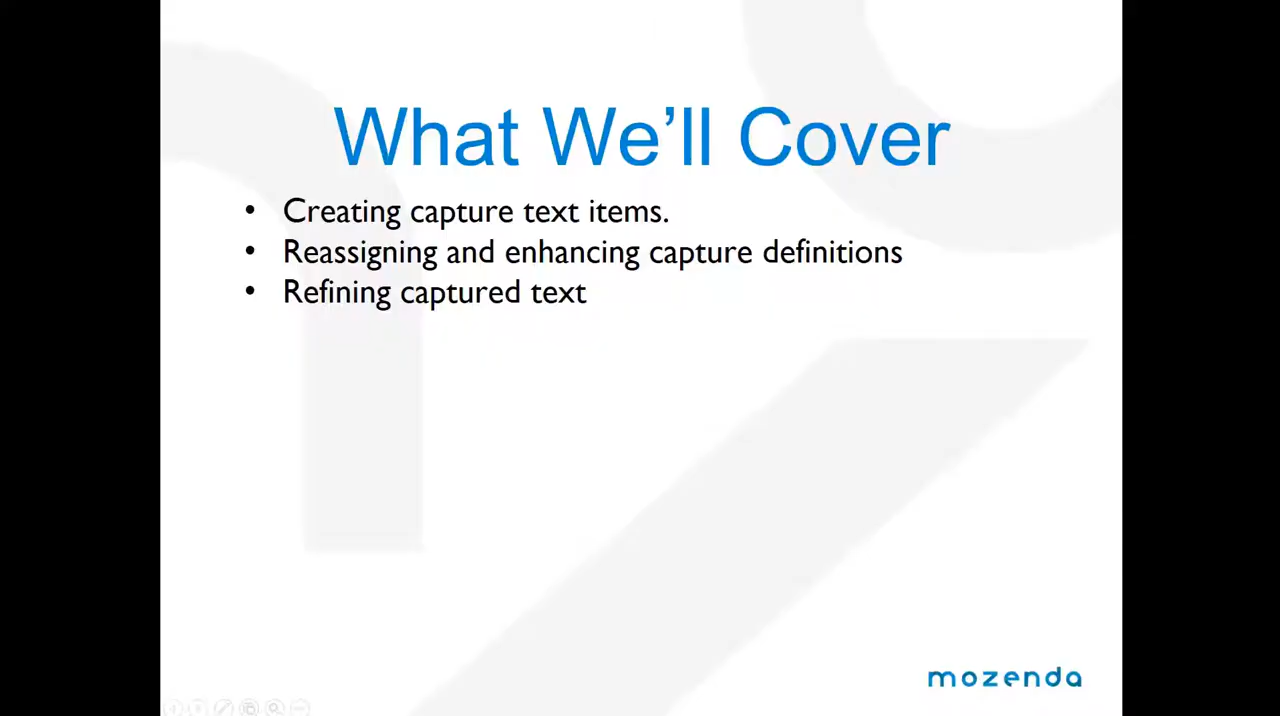 What We’ll Cover
• Creating capture text items.
• Reassigning and enhancing capture definitions
• Refining captured text
mozenda